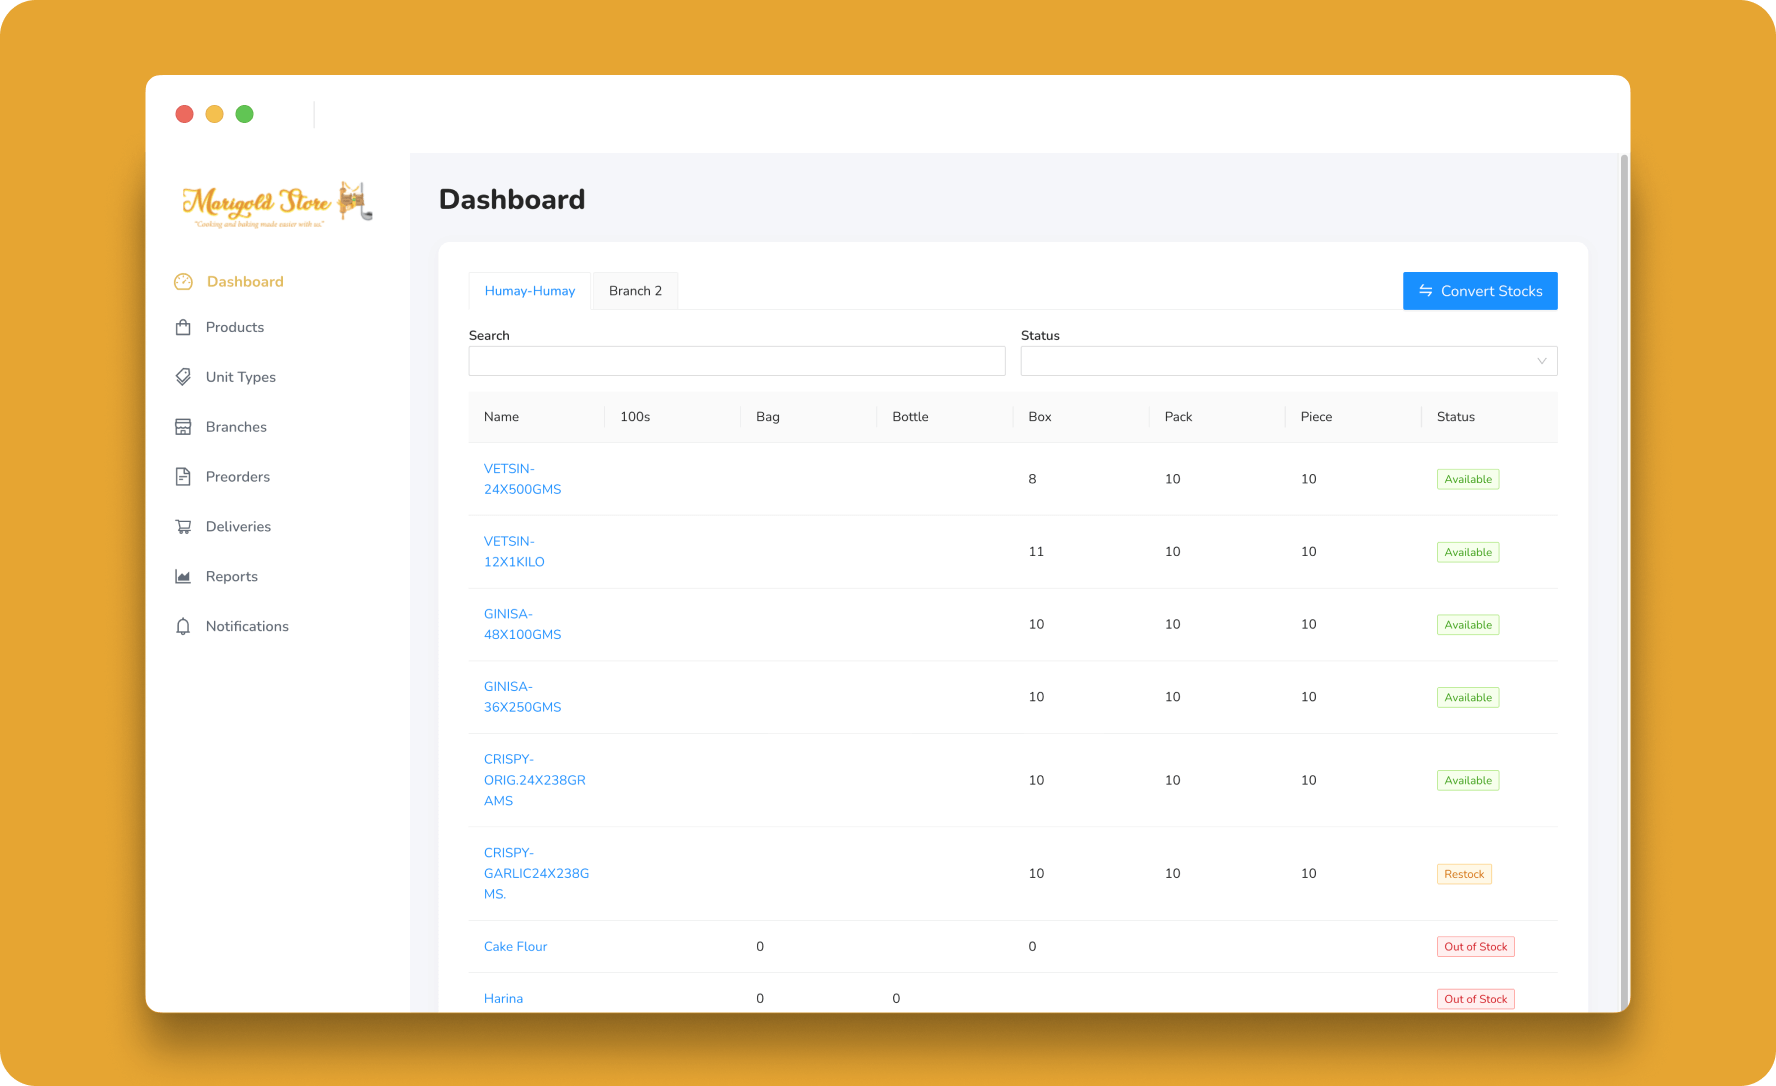 Marigold Store
"Cooking and baking made easier with us."
Dashboard
Products
Unit Types
Branches
Preorders
Deliveries
Reports
Notifications
Dashboard
Humay-Humay Branch 2 Convert Stocks
Search Status
Name 100s Bag Bottle Box Pack Piece Status
VETSIN-
24X500GMS 8 10 10 Available
VETSIN-
12X1KILO 11 10 10 Available
GINISA-
48X100GMS 10 10 10 Available
GINISA-
36X250GMS 10 10 10 Available
CRISPY-
ORIG.24X238GR 10 10 10 Available
AMS
CRISPY-
GARLIC24X238G 10 10 10 Restock
MS.
Cake Flour 0 0 Out of Stock
Harina 0 0 Out of Stock